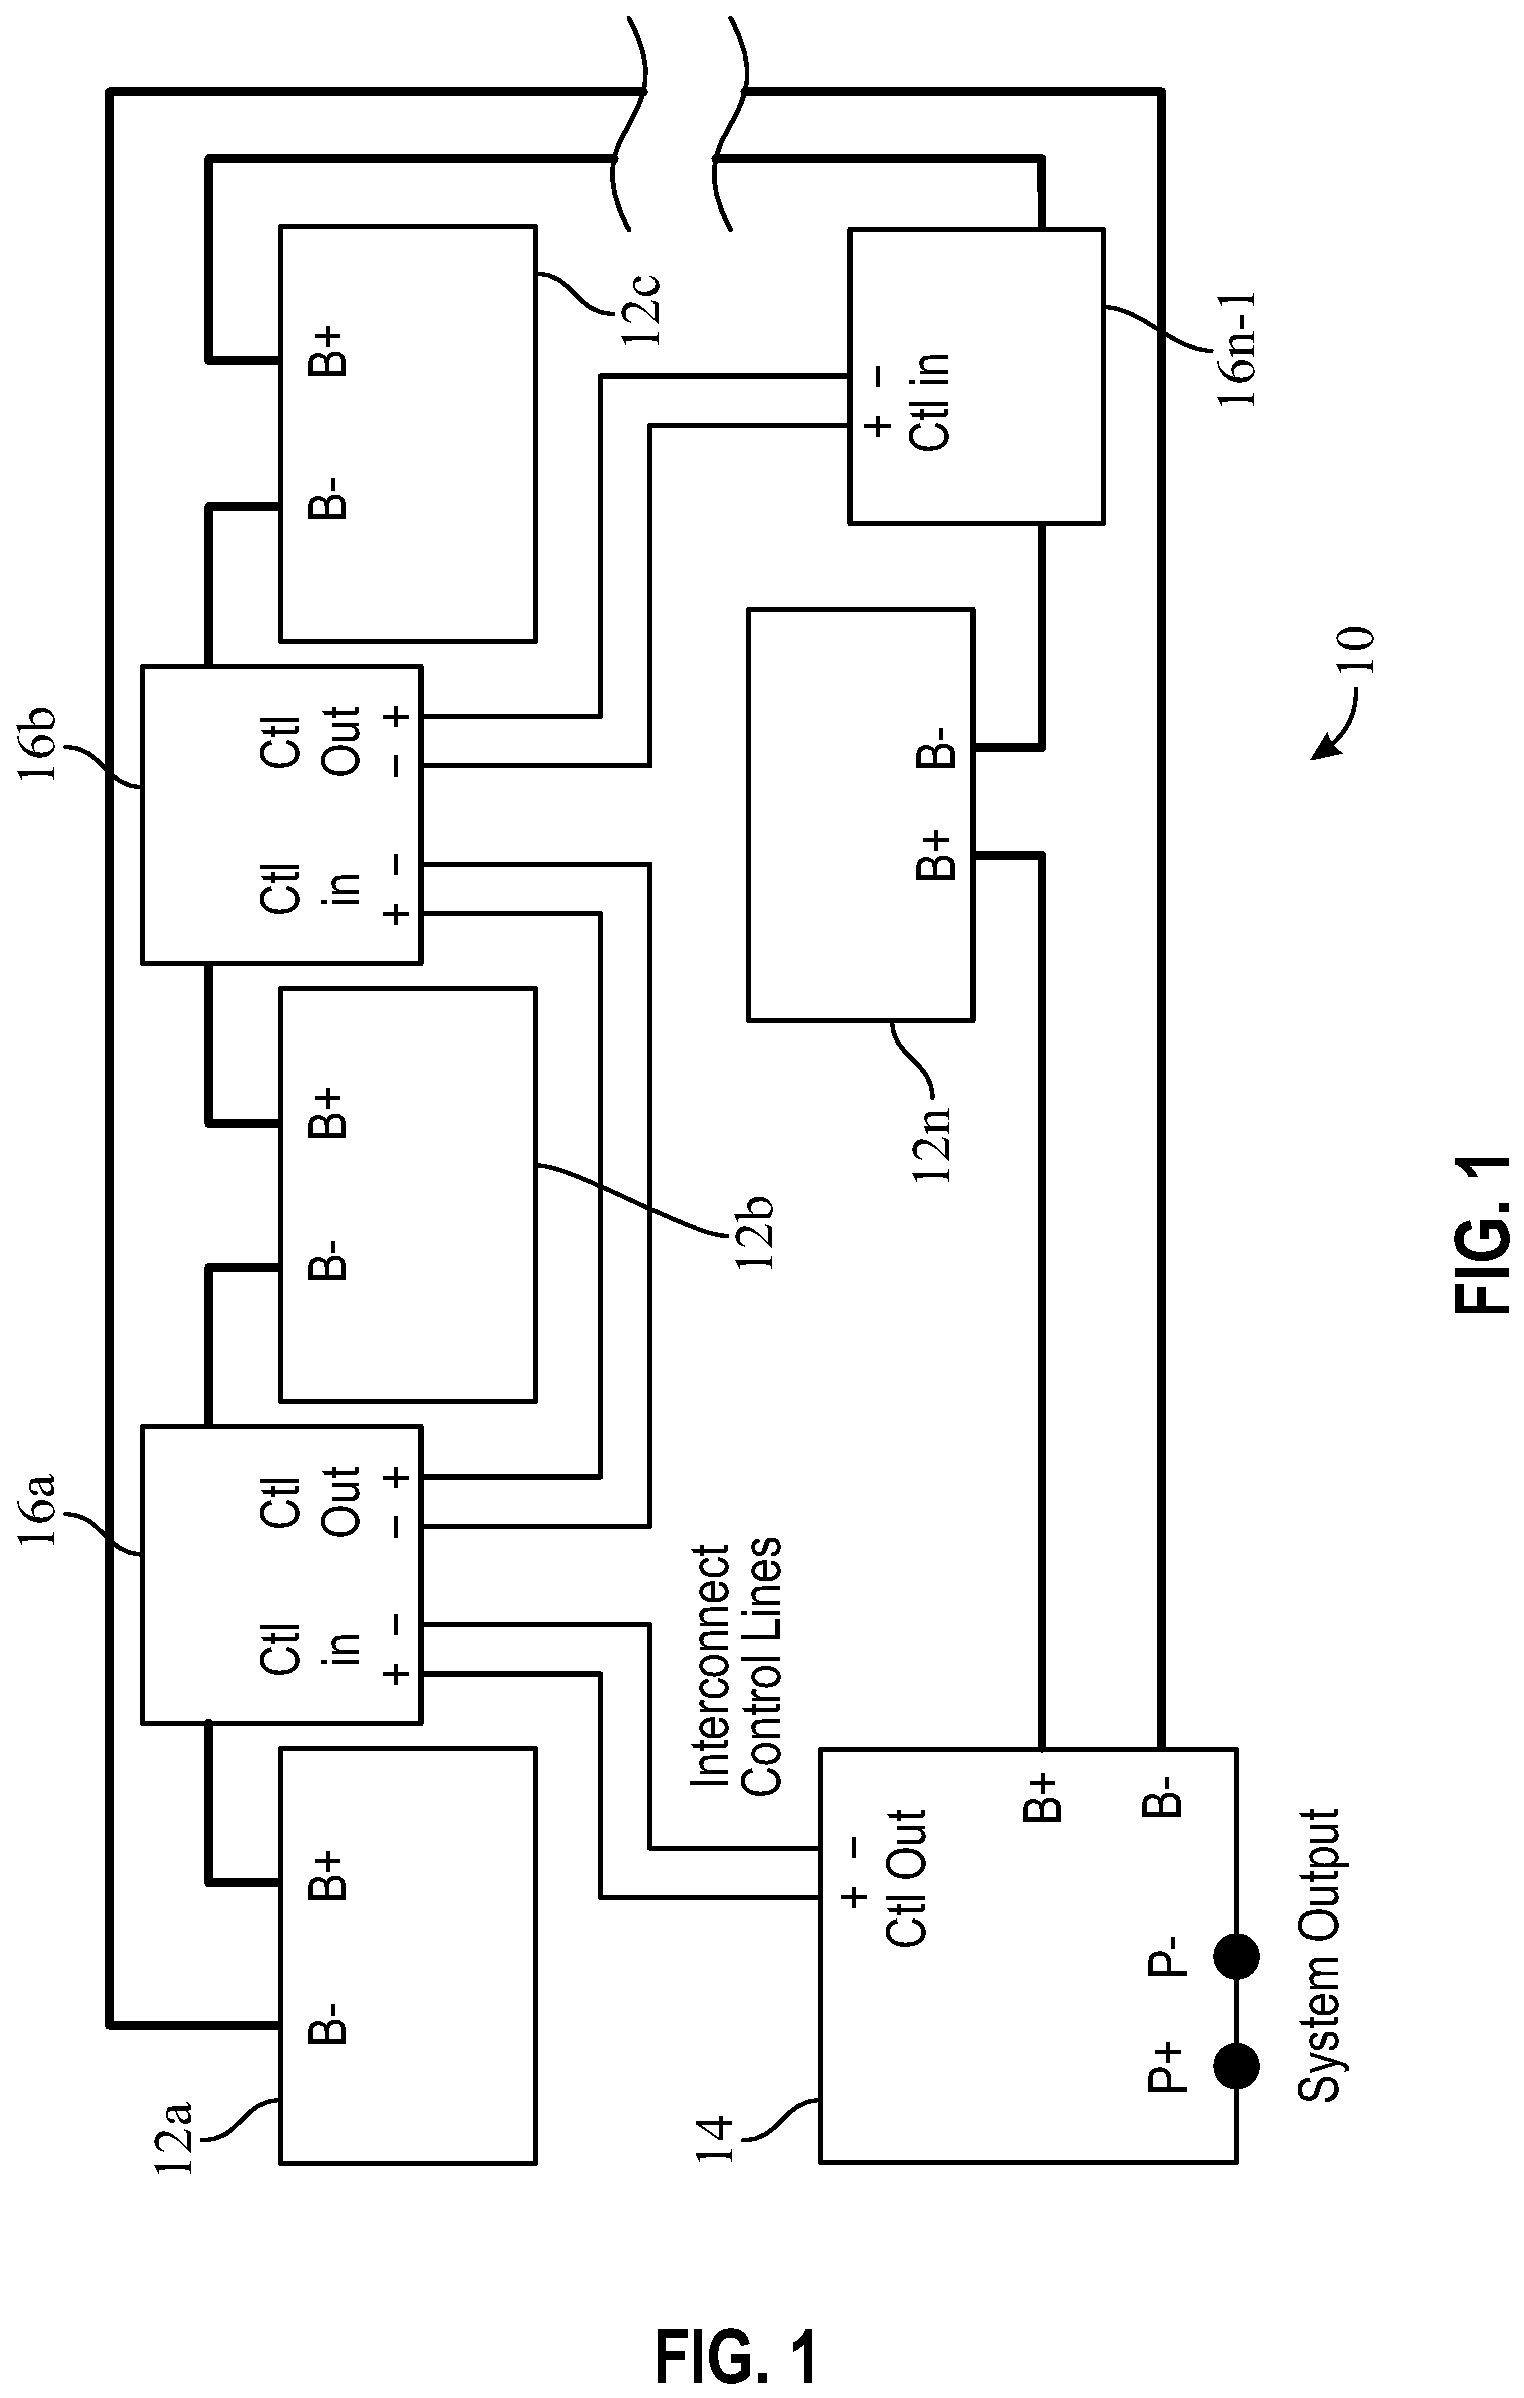 16a
16b
12a
B-
B+
Ctl
in
+ -
Ctl
Out
- +
B-
B+
12b
Ctl
in
+ -
Ctl
Out
- +
B-
B+
12c
Interconnect
Control Lines
14
+ -
Ctl Out
B+
B-
P+
P-
System Output
12n
B+
B-
+ -
Ctl in
16n-1
10
FIG. 1
FIG. 1